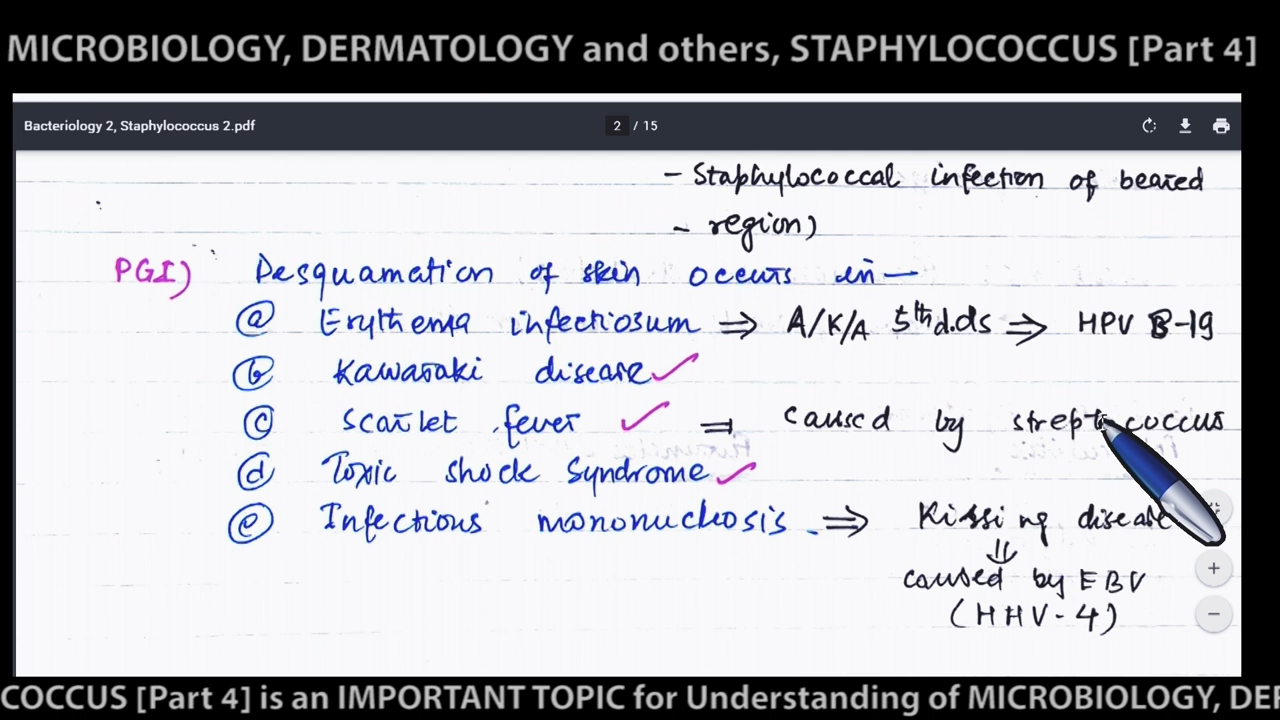 MICROBIOLOGY, DERMATOLOGY and others, STAPHYLOCOCCUS [Part 4]
Bacteriology 2, Staphylococcus 2.pdf 2 / 15
- Staphylococcal infection of beared
- region)
PGI) Desquamation of skin occurs in—
ⓐ Erythema infectiosum ⇒ A/K/A 5th d.ds ⇒ HPV B-19
ⓑ Kawasaki disease ✓
ⓒ Scarlet fever ✓ ⇒ caused by streptococcus
ⓓ Toxic shock Syndrome ✓
ⓔ Infectious mononucleosis. ⇒ Kissing disease
⇓
caused by EBV
(HHV-4)
COCCUS [Part 4] is an IMPORTANT TOPIC for Understanding of MICROBIOLOGY, DE